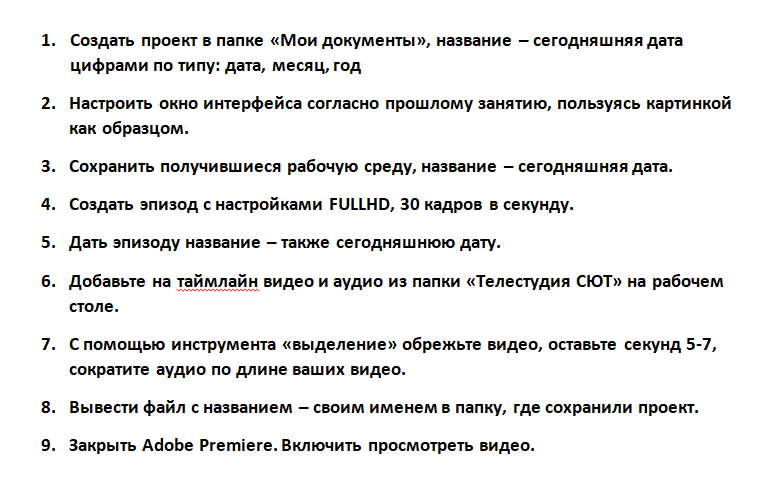 1. Создать проект в папке «Мои документы», название – сегодняшняя дата
цифрами по типу: дата, месяц, год
2. Настроить окно интерфейса согласно прошлому занятию, пользуясь картинкой
как образцом.
3. Сохранить получившиеся рабочую среду, название – сегодняшняя дата.
4. Создать эпизод с настройками FULLHD, 30 кадров в секунду.
5. Дать эпизоду название – также сегодняшнюю дату.
6. Добавьте на таймлайн видео и аудио из папки «Телестудия СЮТ» на рабочем
столе.
7. С помощью инструмента «выделение» обрежьте видео, оставьте секунд 5-7,
сократите аудио по длине ваших видео.
8. Вывести файл с названием – своим именем в папку, где сохранили проект.
9. Закрыть Adobe Premiere. Включить просмотреть видео.